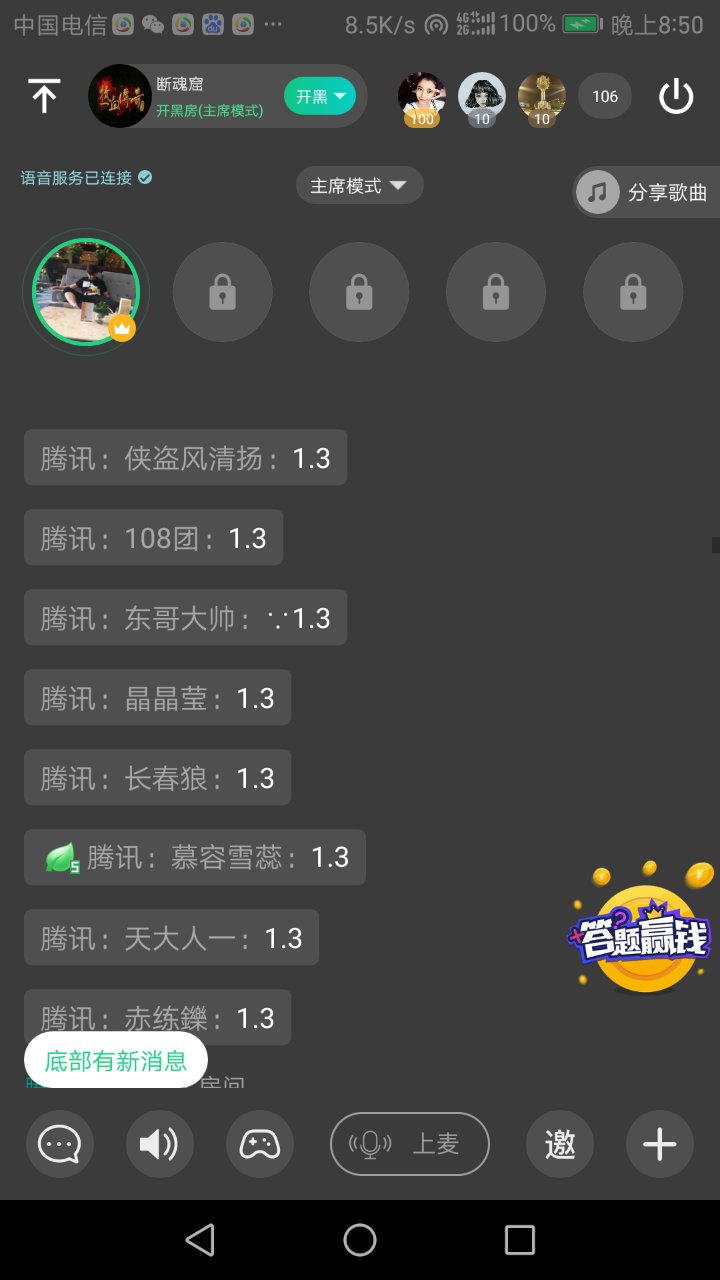 中国电信 ··· 8.5K/s 4G 2G 100% 晚上8:50
断魂窟
开黑房(主席模式)
开黑
100
10
10
106
语音服务已连接
主席模式
分享歌曲
腾讯：侠盗风清扬：1.3
腾讯：108团：1.3
腾讯：东哥大帅：∵1.3
腾讯：晶晶莹：1.3
腾讯：长春狼：1.3
5 腾讯：慕容雪蕊：1.3
腾讯：天大人一：1.3
腾讯：赤练鑠：1.3
答题赢钱
底部有新消息
房间
上麦
邀